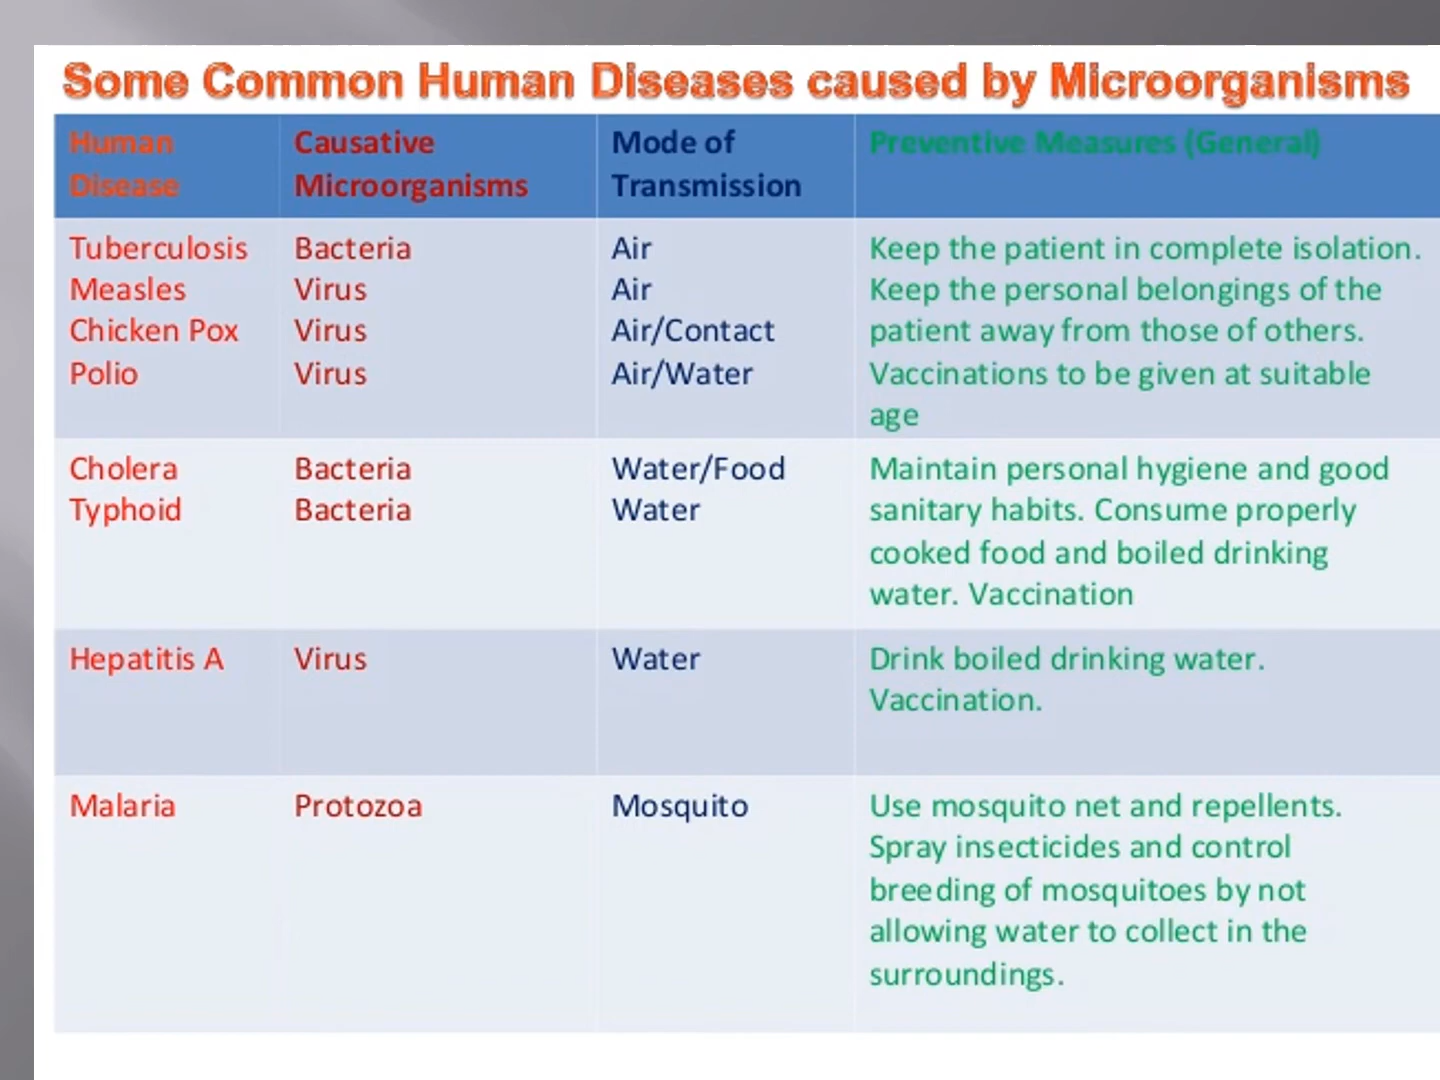 Some Common Human Diseases caused by Microorganisms
Human Disease Causative Microorganisms Mode of Transmission Preventive Measures (General)
Tuberculosis Bacteria Air Keep the patient in complete isolation.
Measles Virus Air Keep the personal belongings of the
Chicken Pox Virus Air/Contact patient away from those of others.
Polio Virus Air/Water Vaccinations to be given at suitable
age
Cholera Bacteria Water/Food Maintain personal hygiene and good
Typhoid Bacteria Water sanitary habits. Consume properly
cooked food and boiled drinking
water. Vaccination
Hepatitis A Virus Water Drink boiled drinking water.
Vaccination.
Malaria Protozoa Mosquito Use mosquito net and repellents.
Spray insecticides and control
breeding of mosquitoes by not
allowing water to collect in the
surroundings.